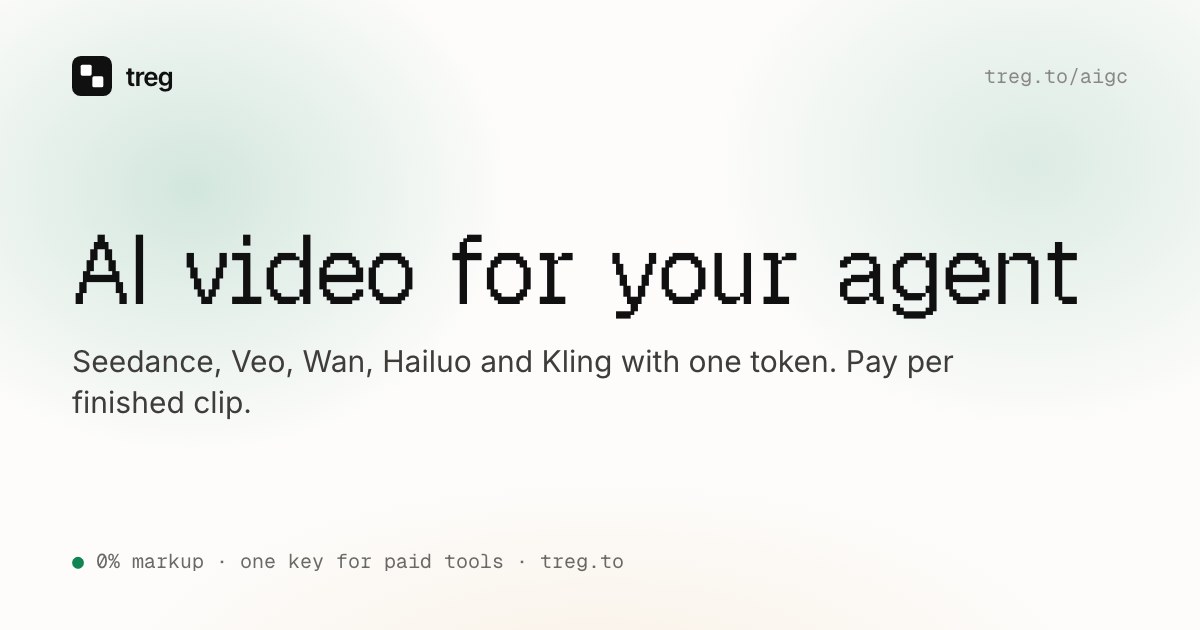 treg
treg.to/aigc
AI video for your agent
Seedance, Veo, Wan, Hailuo and Kling with one token. Pay per
finished clip.
0% markup · one key for paid tools · treg.to